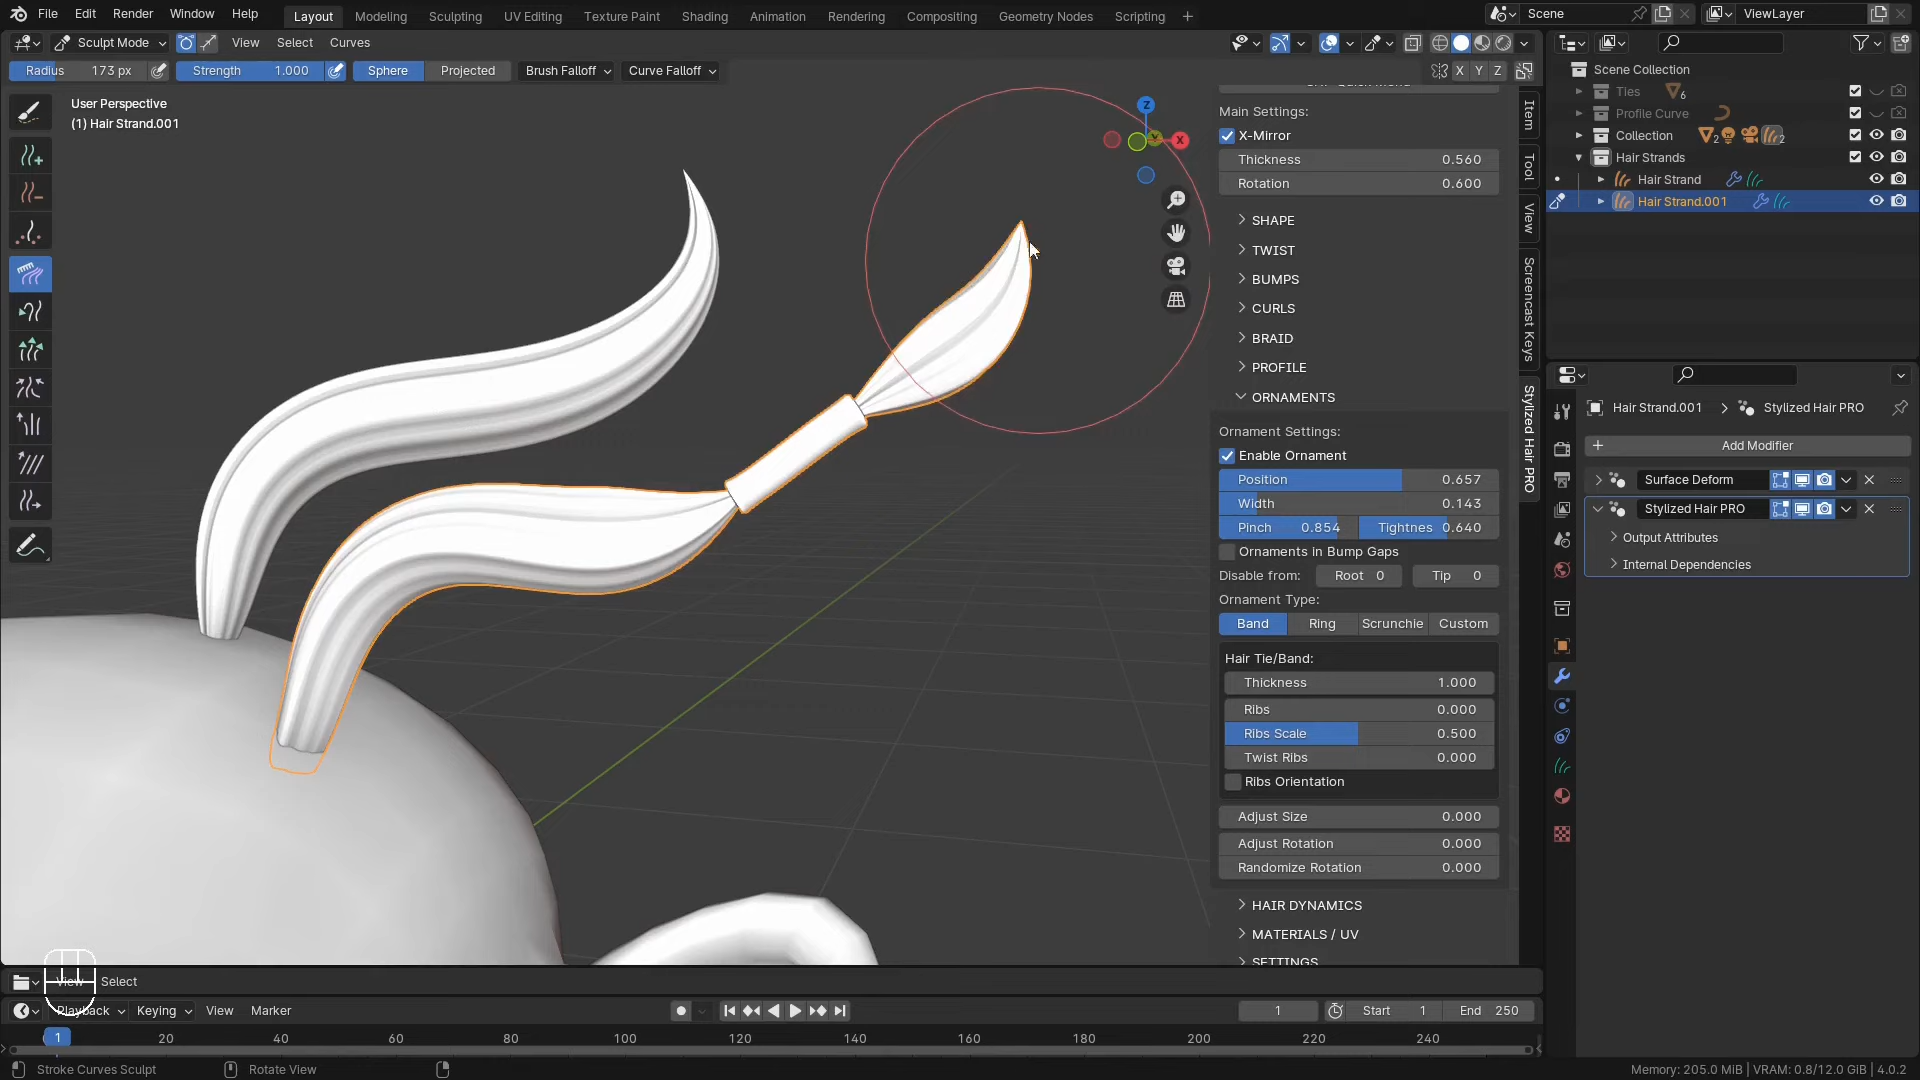 File Edit Render Window Help Layout Modeling Sculpting UV Editing Texture Paint Shading Animation Rendering Compositing Geometry Nodes Scripting + Scene ViewLayer
Sculpt Mode View Select Curves
Radius 173 px Strength 1.000 Sphere Projected Brush Falloff Curve Falloff X Y Z
User Perspective
(1) Hair Strand.001
Z
X
Main Settings:
X-Mirror
Thickness 0.560
Rotation 0.600
SHAPE
TWIST
BUMPS
CURLS
BRAID
PROFILE
ORNAMENTS
Ornament Settings:
Enable Ornament
Position 0.657
Width 0.143
Pinch 0.854 Tightnes 0.640
Ornaments in Bump Gaps
Disable from: Root 0 Tip 0
Ornament Type:
Band Ring Scrunchie Custom
Hair Tie/Band:
Thickness 1.000
Ribs 0.000
Ribs Scale 0.500
Twist Ribs 0.000
Ribs Orientation
Adjust Size 0.000
Adjust Rotation 0.000
Randomize Rotation 0.000
HAIR DYNAMICS
MATERIALS / UV
SETTINGS
Item
Tool
View
Screencast Keys
Stylized Hair PRO
Scene Collection
Ties 6
Profile Curve
Collection 2 2
Hair Strands
Hair Strand
Hair Strand.001
Hair Strand.001 > Stylized Hair PRO
+ Add Modifier
Surface Deform
Stylized Hair PRO
Output Attributes
Internal Dependencies
View Select
Playback Keying View Marker 1 Start 1 End 250
1 20 40 60 80 100 120 140 160 180 200 220 240
Stroke Curves Sculpt Rotate View Memory: 205.0 MiB | VRAM: 0.8/12.0 GiB | 4.0.2